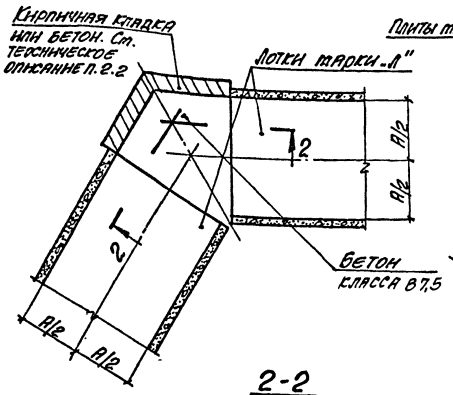 Кирпичная кладка
или бетон. См.
техническое
описание п. 2.2
Плиты м
Лотки марки „Л"
2
А/2
А/2
2
Бетон
класса В7,5
А/2
А/2
2-2